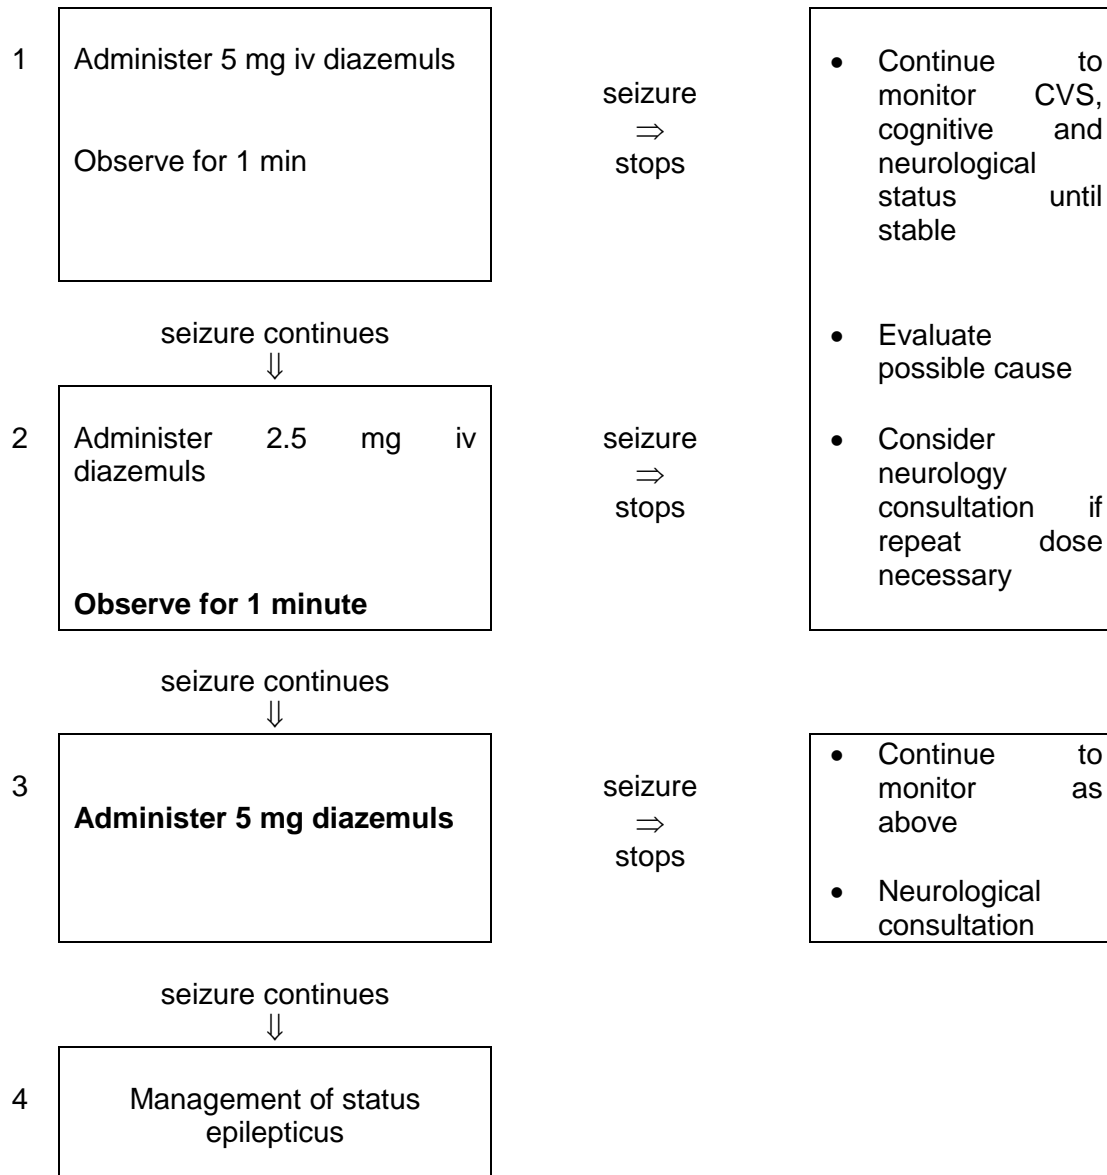 1
Administer 5 mg iv diazemuls
Observe for 1 min
seizure
⇒
stops
• Continue to
monitor CVS,
cognitive and
neurological
status until
stable
seizure continues
⇓
• Evaluate
possible cause
2
Administer 2.5 mg iv
diazemuls
Observe for 1 minute
seizure
⇒
stops
• Consider
neurology
consultation if
repeat dose
necessary
seizure continues
⇓
3
Administer 5 mg diazemuls
seizure
⇒
stops
• Continue to
monitor as
above
• Neurological
consultation
seizure continues
⇓
4
Management of status
epilepticus